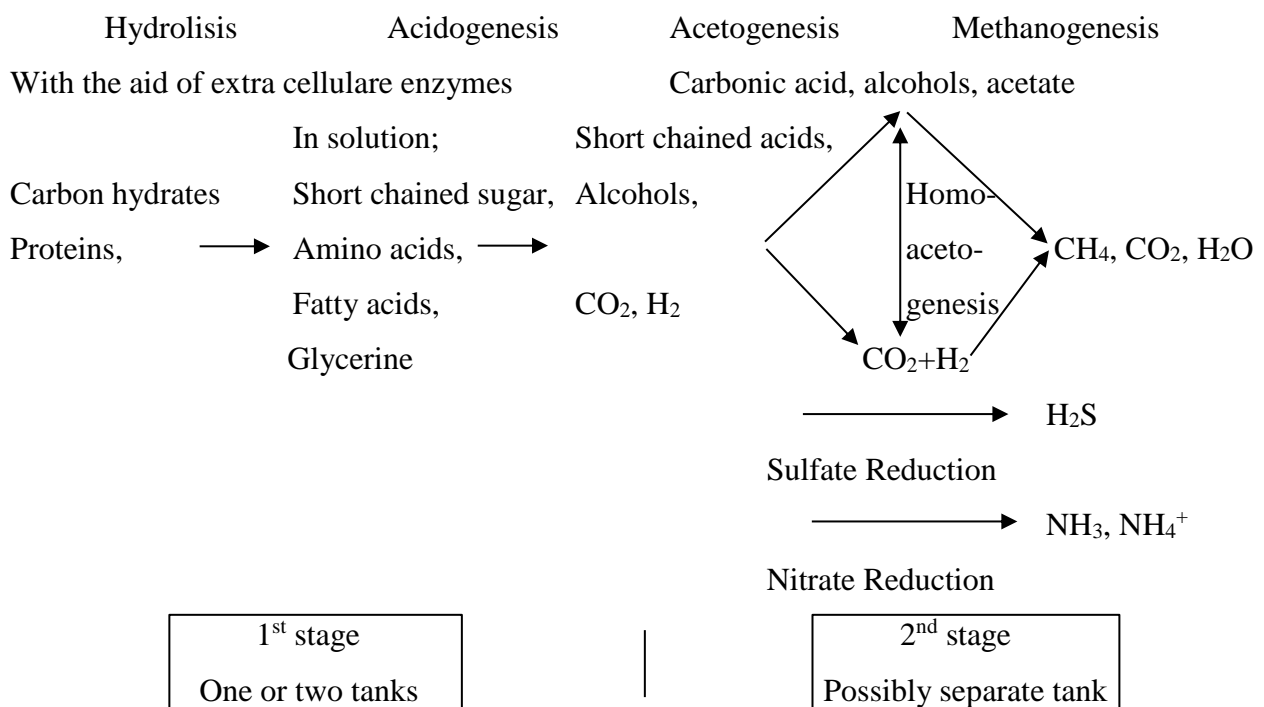 Hydrolisis Acidogenesis Acetogenesis Methanogenesis
With the aid of extra cellulare enzymes Carbonic acid, alcohols, acetate
In solution; Short chained acids,
Carbon hydrates Short chained sugar, Alcohols, Homo-
Proteins, Amino acids, aceto- CH₄, CO₂, H₂O
Fatty acids, CO₂, H₂ genesis
Glycerine CO₂+H₂
H₂S
Sulfate Reduction
NH₃, NH₄⁺
Nitrate Reduction
1ˢᵗ stage 2ⁿᵈ stage
One or two tanks Possibly separate tank